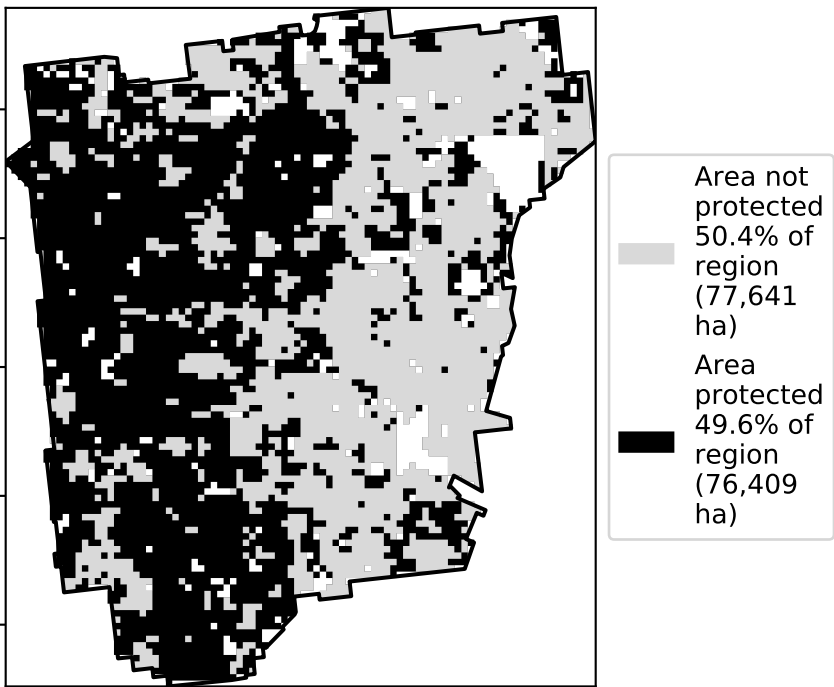 Area not
protected
50.4% of
region
(77,641
ha)
Area
protected
49.6% of
region
(76,409
ha)